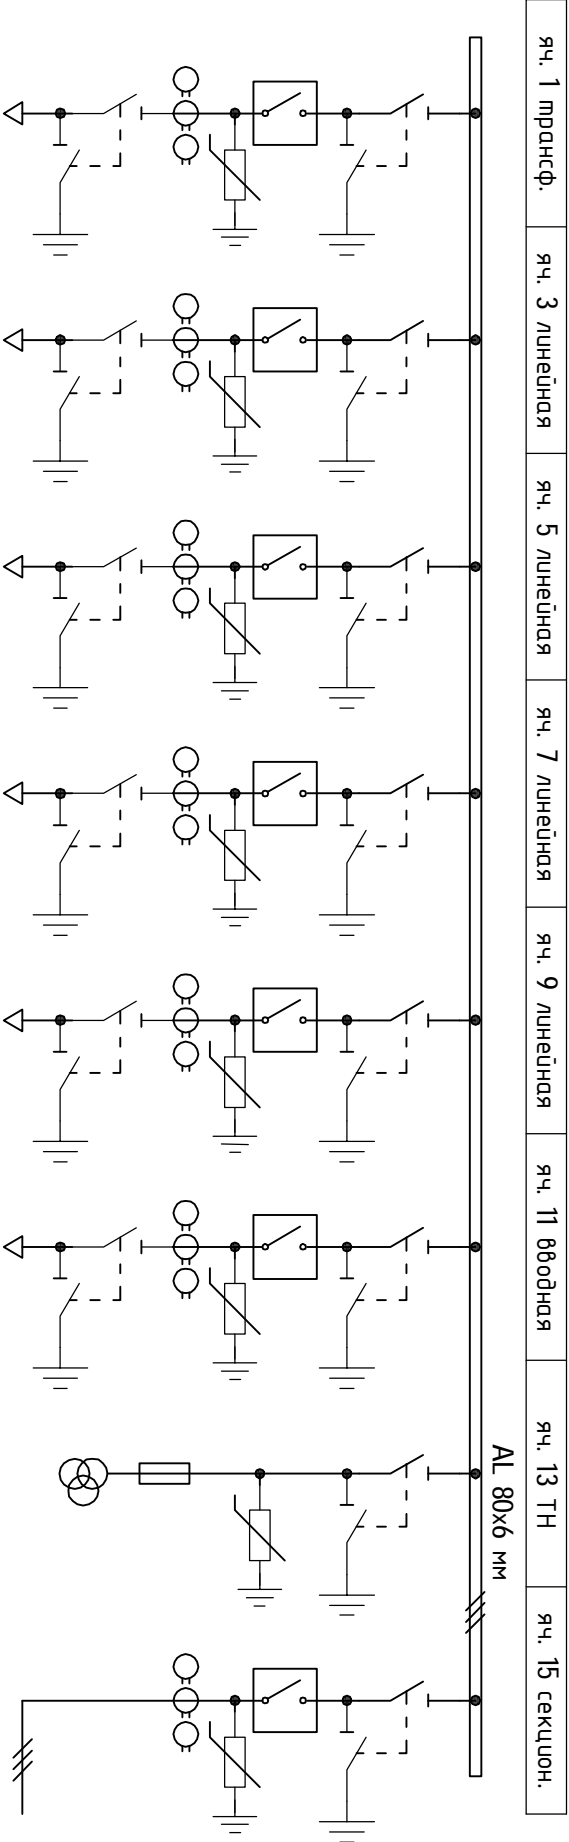 яч. 1 трансф.
яч. 3 линейная
яч. 5 линейная
яч. 7 линейная
яч. 9 линейная
яч. 11 вводная
яч. 13 ТН
яч. 15 секцион.
AL 80х6 мм